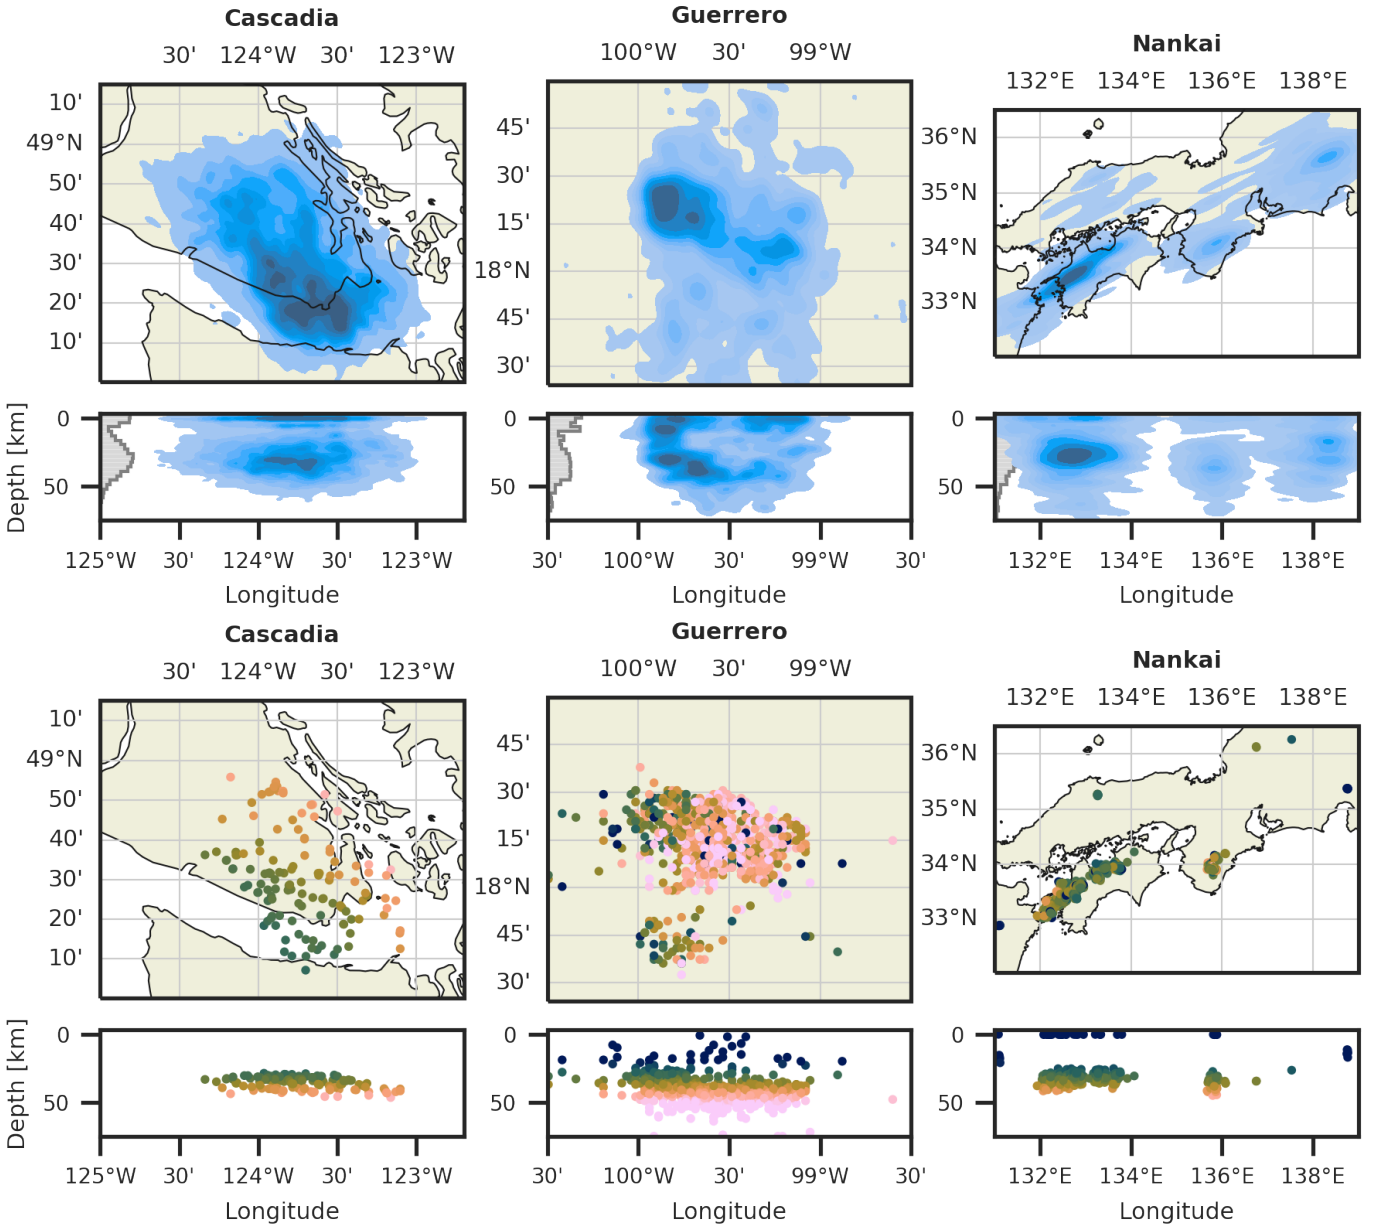 Cascadia
30' 124°W 30' 123°W
10'
49°N
50'
40'
30'
20'
10'
Guerrero
100°W 30' 99°W
45'
30'
15'
18°N
45'
30'
Nankai
132°E 134°E 136°E 138°E
36°N
35°N
34°N
33°N
Depth [km]
0
50
125°W 30' 124°W 30' 123°W
Longitude
0
50
30' 100°W 30' 99°W 30'
Longitude
0
50
132°E 134°E 136°E 138°E
Longitude
Cascadia
30' 124°W 30' 123°W
10'
49°N
50'
40'
30'
20'
10'
Guerrero
100°W 30' 99°W
45'
30'
15'
18°N
45'
30'
Nankai
132°E 134°E 136°E 138°E
36°N
35°N
34°N
33°N
Depth [km]
0
50
125°W 30' 124°W 30' 123°W
Longitude
0
50
30' 100°W 30' 99°W 30'
Longitude
0
50
132°E 134°E 136°E 138°E
Longitude